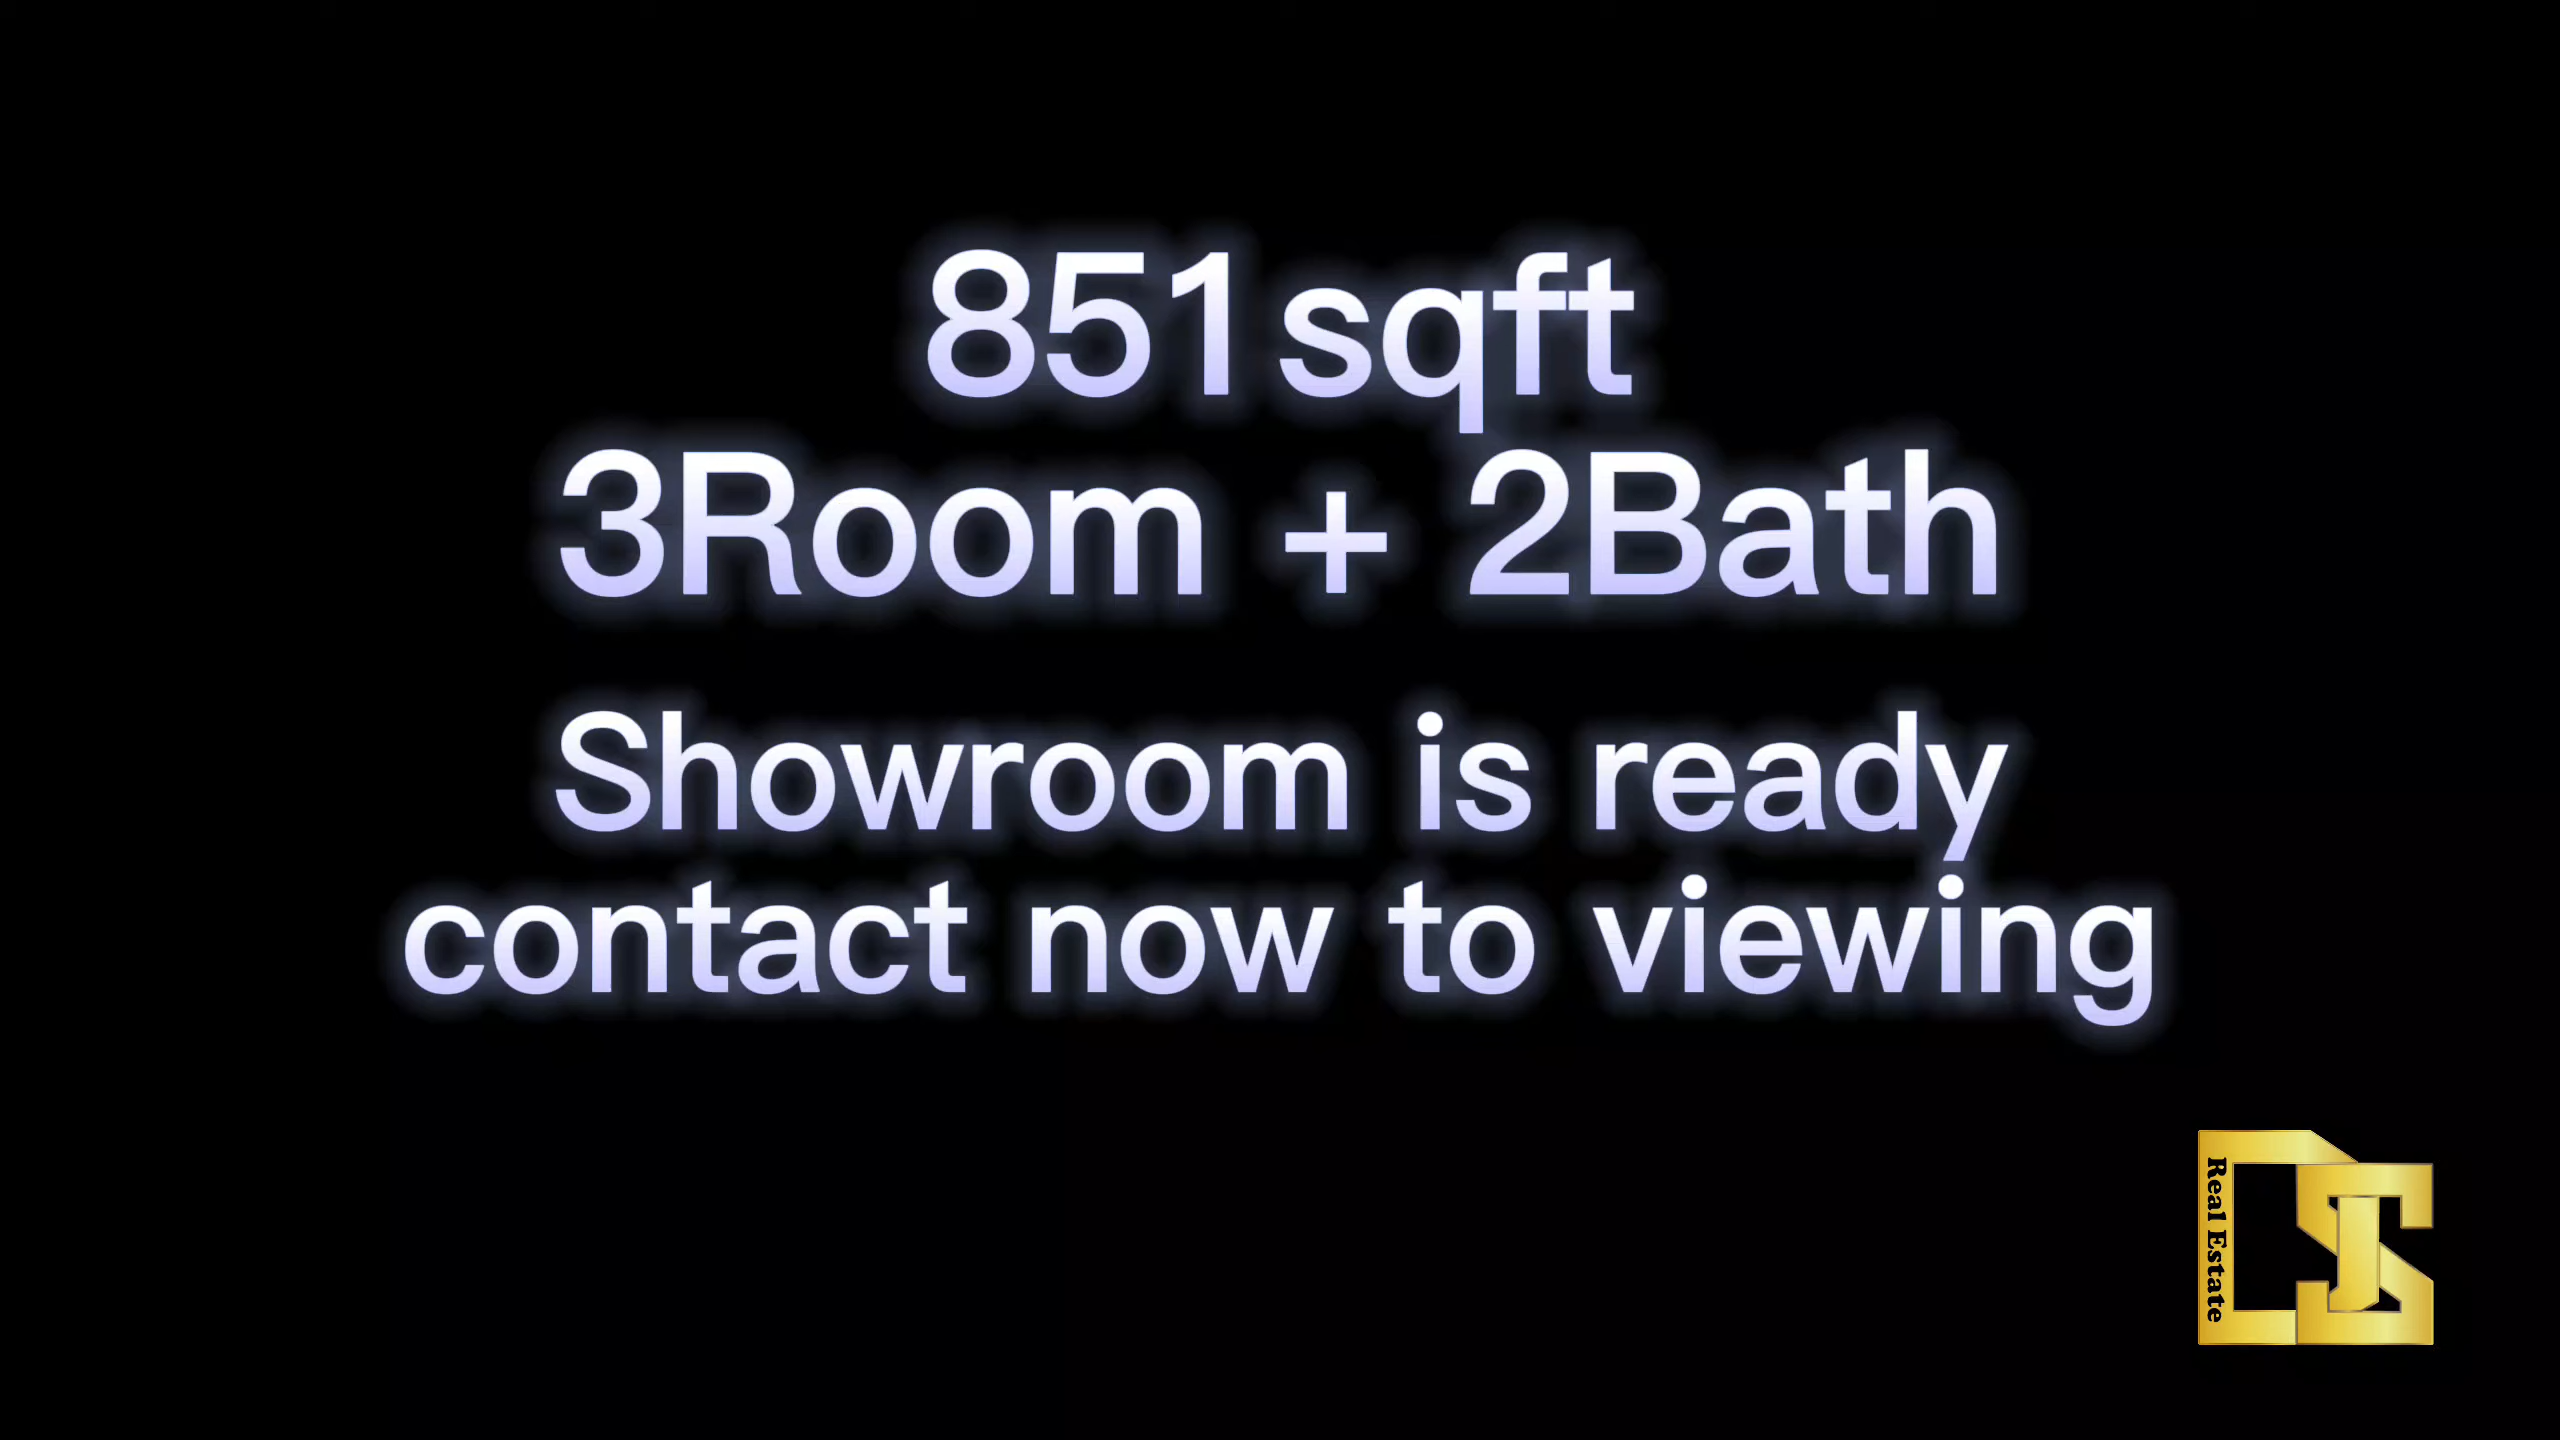 851sqft
3Room + 2Bath
Showroom is ready
contact now to viewing
Real Estate